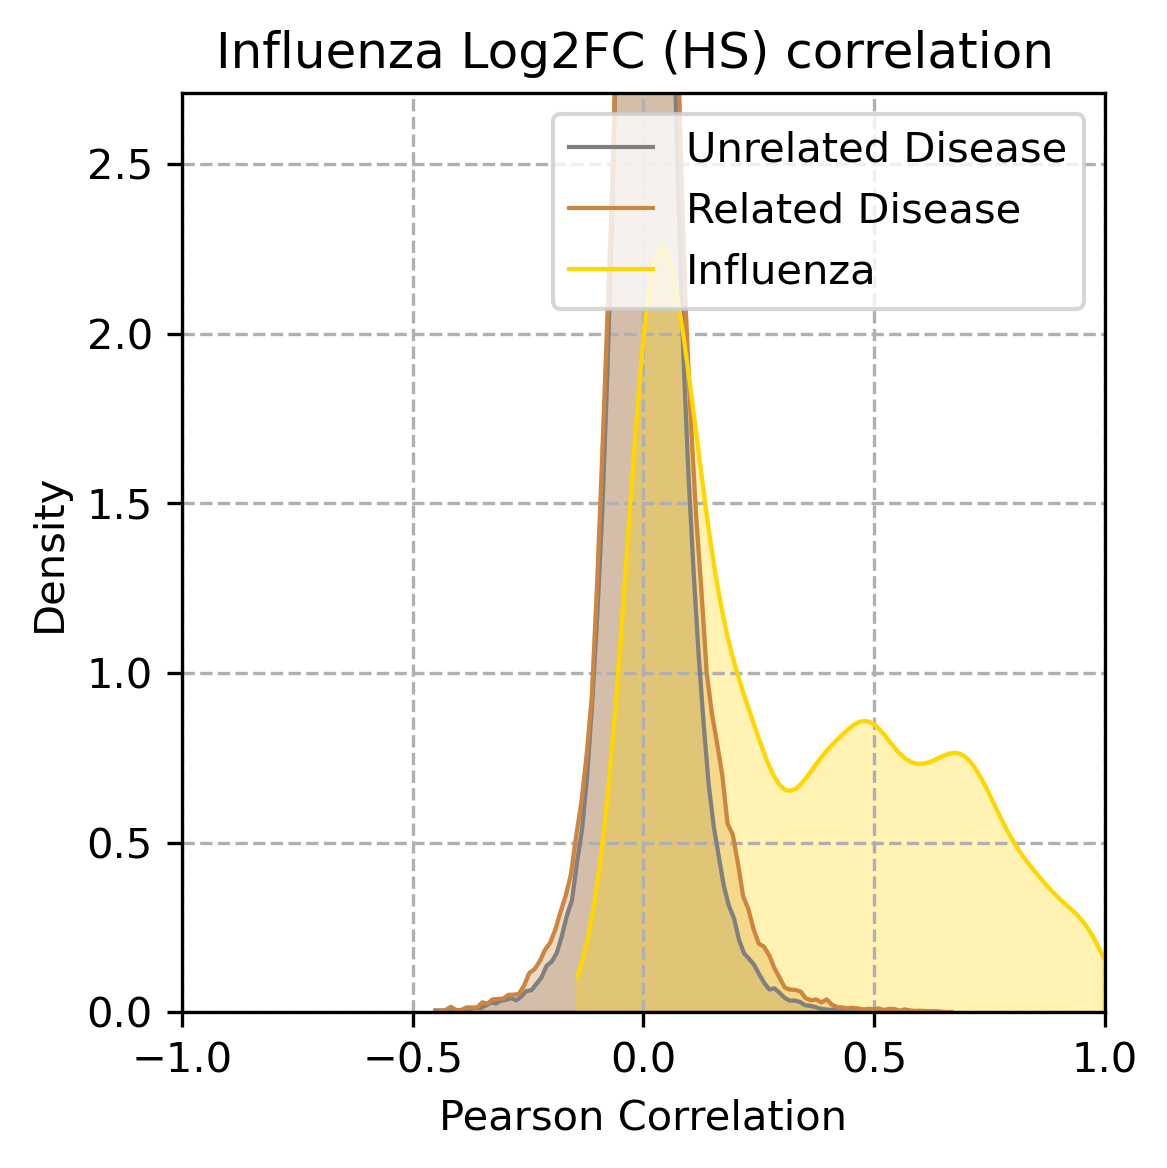 Influenza Log2FC (HS) correlation
Unrelated Disease
Related Disease
Influenza
2.5
2.0
1.5
1.0
0.5
0.0
Density
−1.0 −0.5 0.0 0.5 1.0
Pearson Correlation